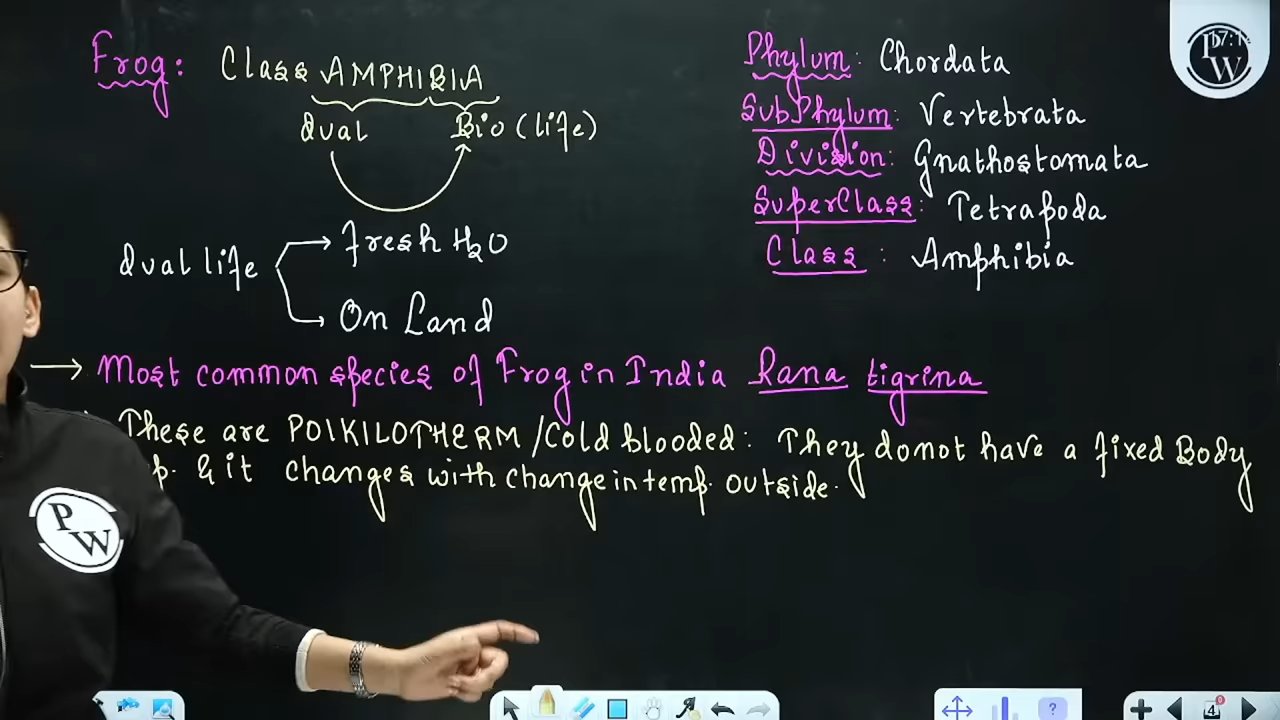 Frog: Class AMPHIBIA
dual Bio (life)
dual life
fresh H₂O
On Land
Phylum: Chordata
SubPhylum: Vertebrata
Division: Gnathostomata
SuperClass: Tetrapoda
Class: Amphibia
→ Most common species of Frog in India Rana tigrina
These are POIKILOTHERM / Cold blooded: They donot have a fixed Body
& it changes with change in temp. outside.
PW
PW
4